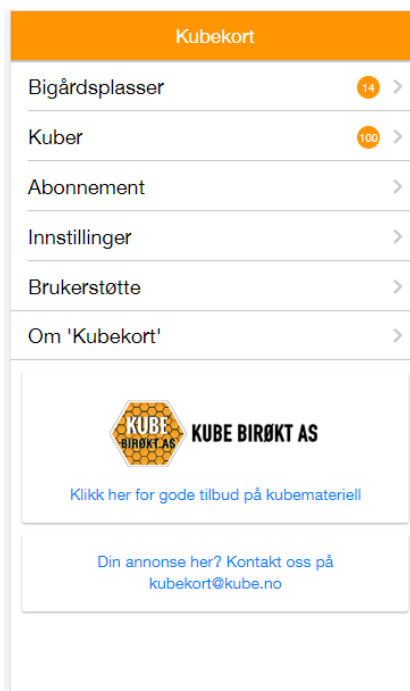 Kubekort
Bigårdsplasser 14
Kuber 100
Abonnement
Innstillinger
Brukerstøtte
Om 'Kubekort'
KUBE
BIRØKT AS
KUBE BIRØKT AS
Klikk her for gode tilbud på kubemateriell
Din annonse her? Kontakt oss på
kubekort@kube.no